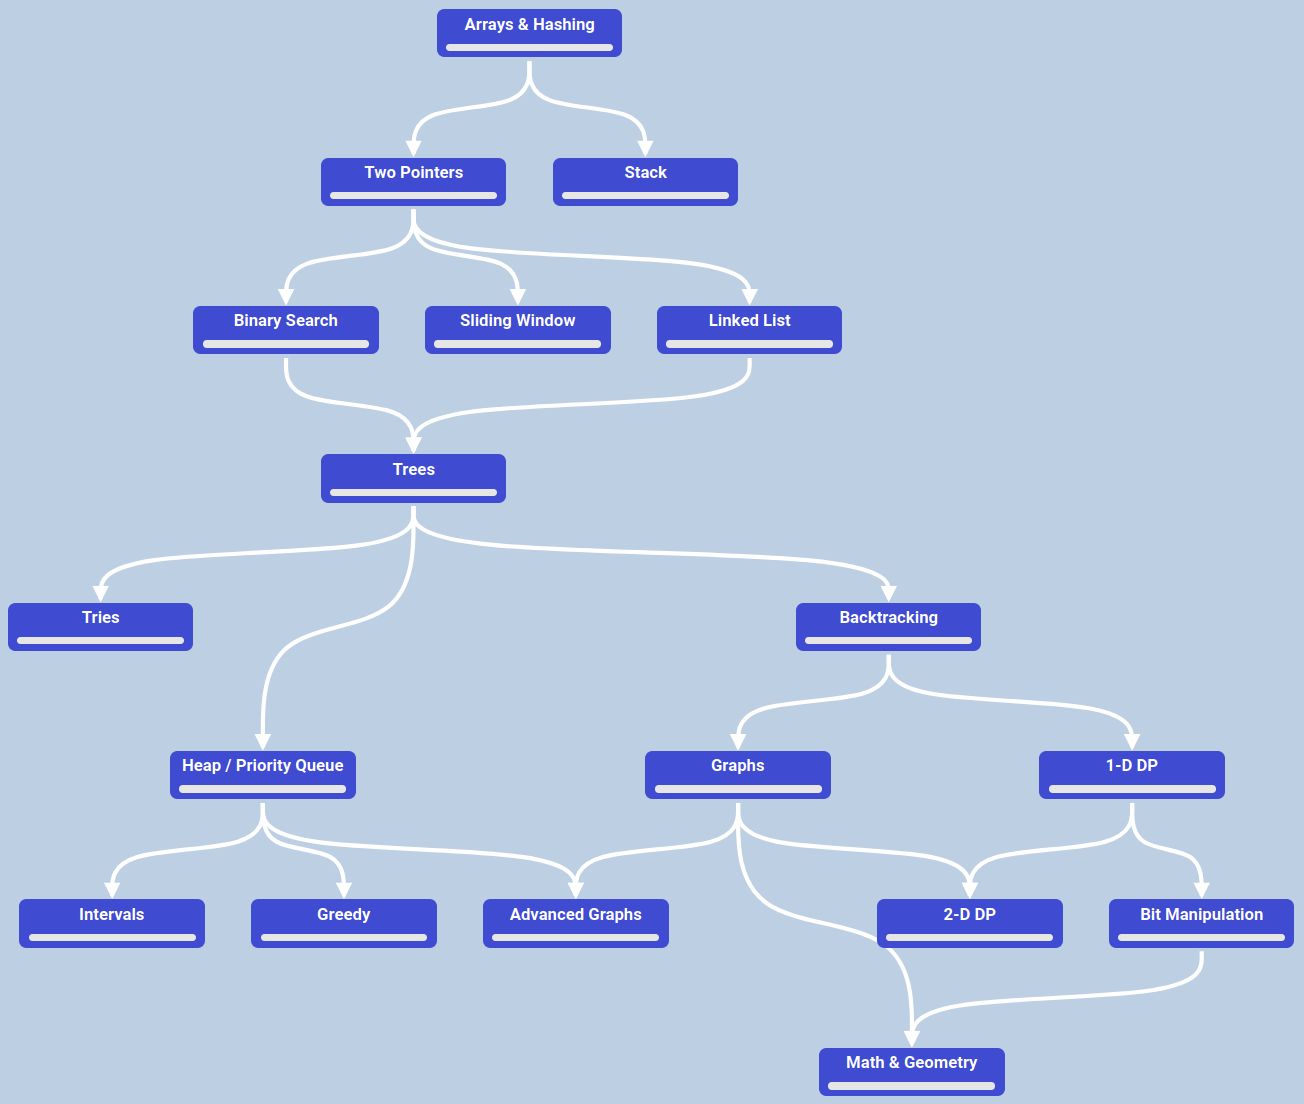 Arrays & Hashing
Two Pointers
Stack
Binary Search
Sliding Window
Linked List
Trees
Tries
Backtracking
Heap / Priority Queue
Graphs
1-D DP
Intervals
Greedy
Advanced Graphs
2-D DP
Bit Manipulation
Math & Geometry